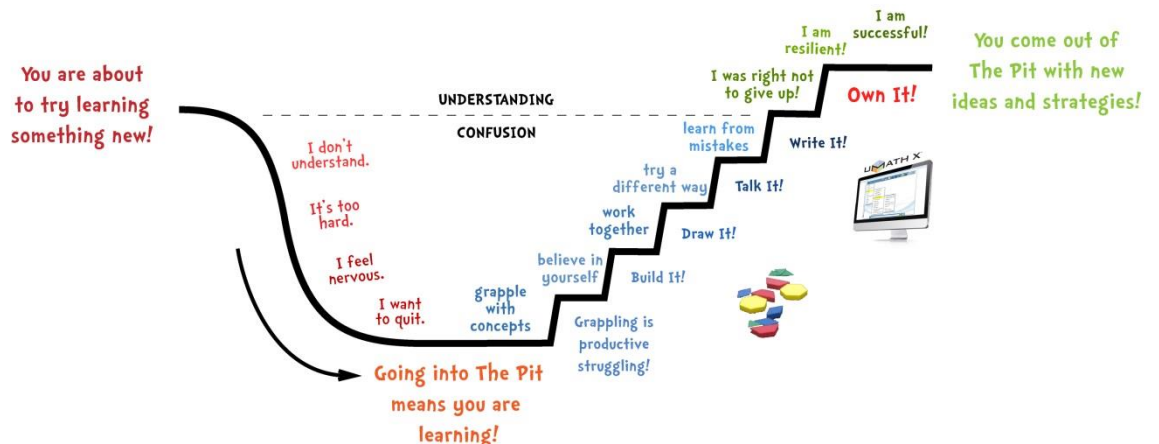 You are about
to try learning
something new!
UNDERSTANDING
CONFUSION
I don't
understand.
It's too
hard.
I feel
nervous.
I want
to quit.
Going into The Pit
means you are
learning!
grapple
with
concepts
Grappling is
productive
struggling!
believe in
yourself
Build It!
work
together
Draw It!
try a
different way
Talk It!
learn from
mistakes
Write It!
I was right not
to give up!
Own It!
I am
resilient!
I am
successful!
You come out of
The Pit with new
ideas and strategies!
uMATH X